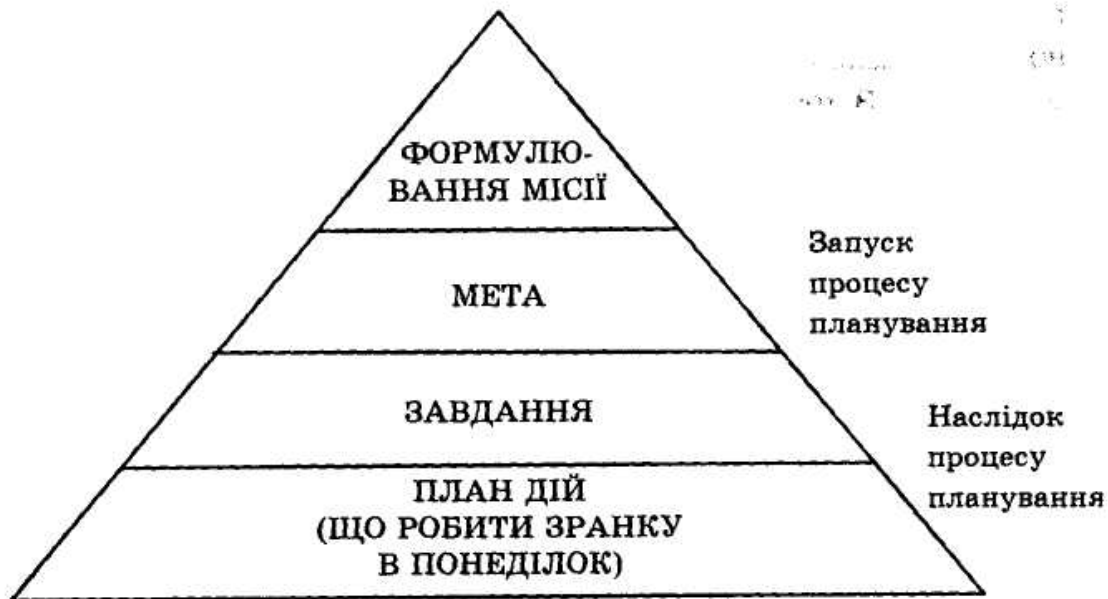 ФОРМУЛЮ-
ВАННЯ МІСІЇ
МЕТА
Запуск
процесу
планування
ЗАВДАННЯ
Наслідок
процесу
планування
ПЛАН ДІЙ
(ЩО РОБИТИ ЗРАНКУ
В ПОНЕДІЛОК)